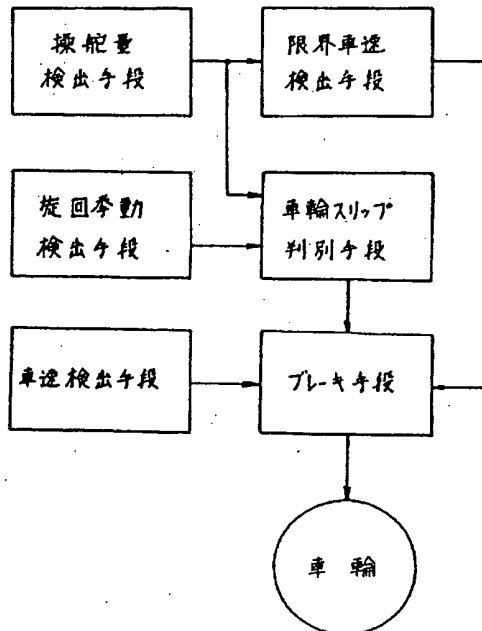 操舵量
検出手段
限界車速
検出手段
旋回挙動
検出手段
車輪スリップ
判別手段
車速検出手段
ブレーキ手段
車輪